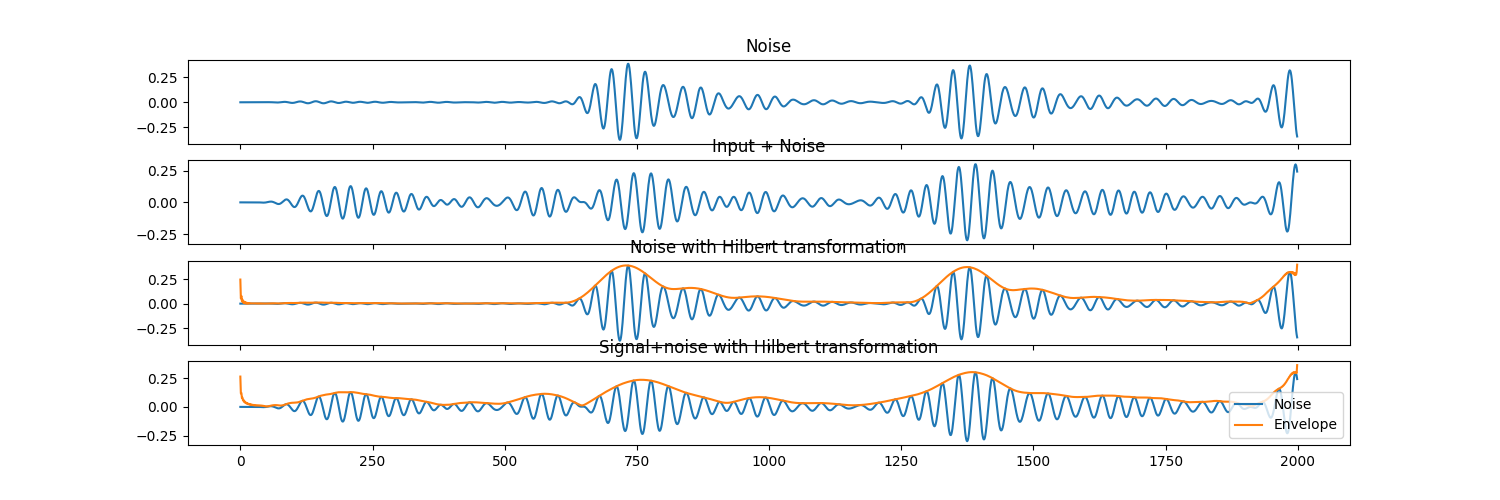 Noise
0.25
0.00
−0.25
Input + Noise
0.25
0.00
−0.25
Noise with Hilbert transformation
0.25
0.00
−0.25
Signal+noise with Hilbert transformation
0.25
0.00
−0.25
Noise
Envelope
0 250 500 750 1000 1250 1500 1750 2000